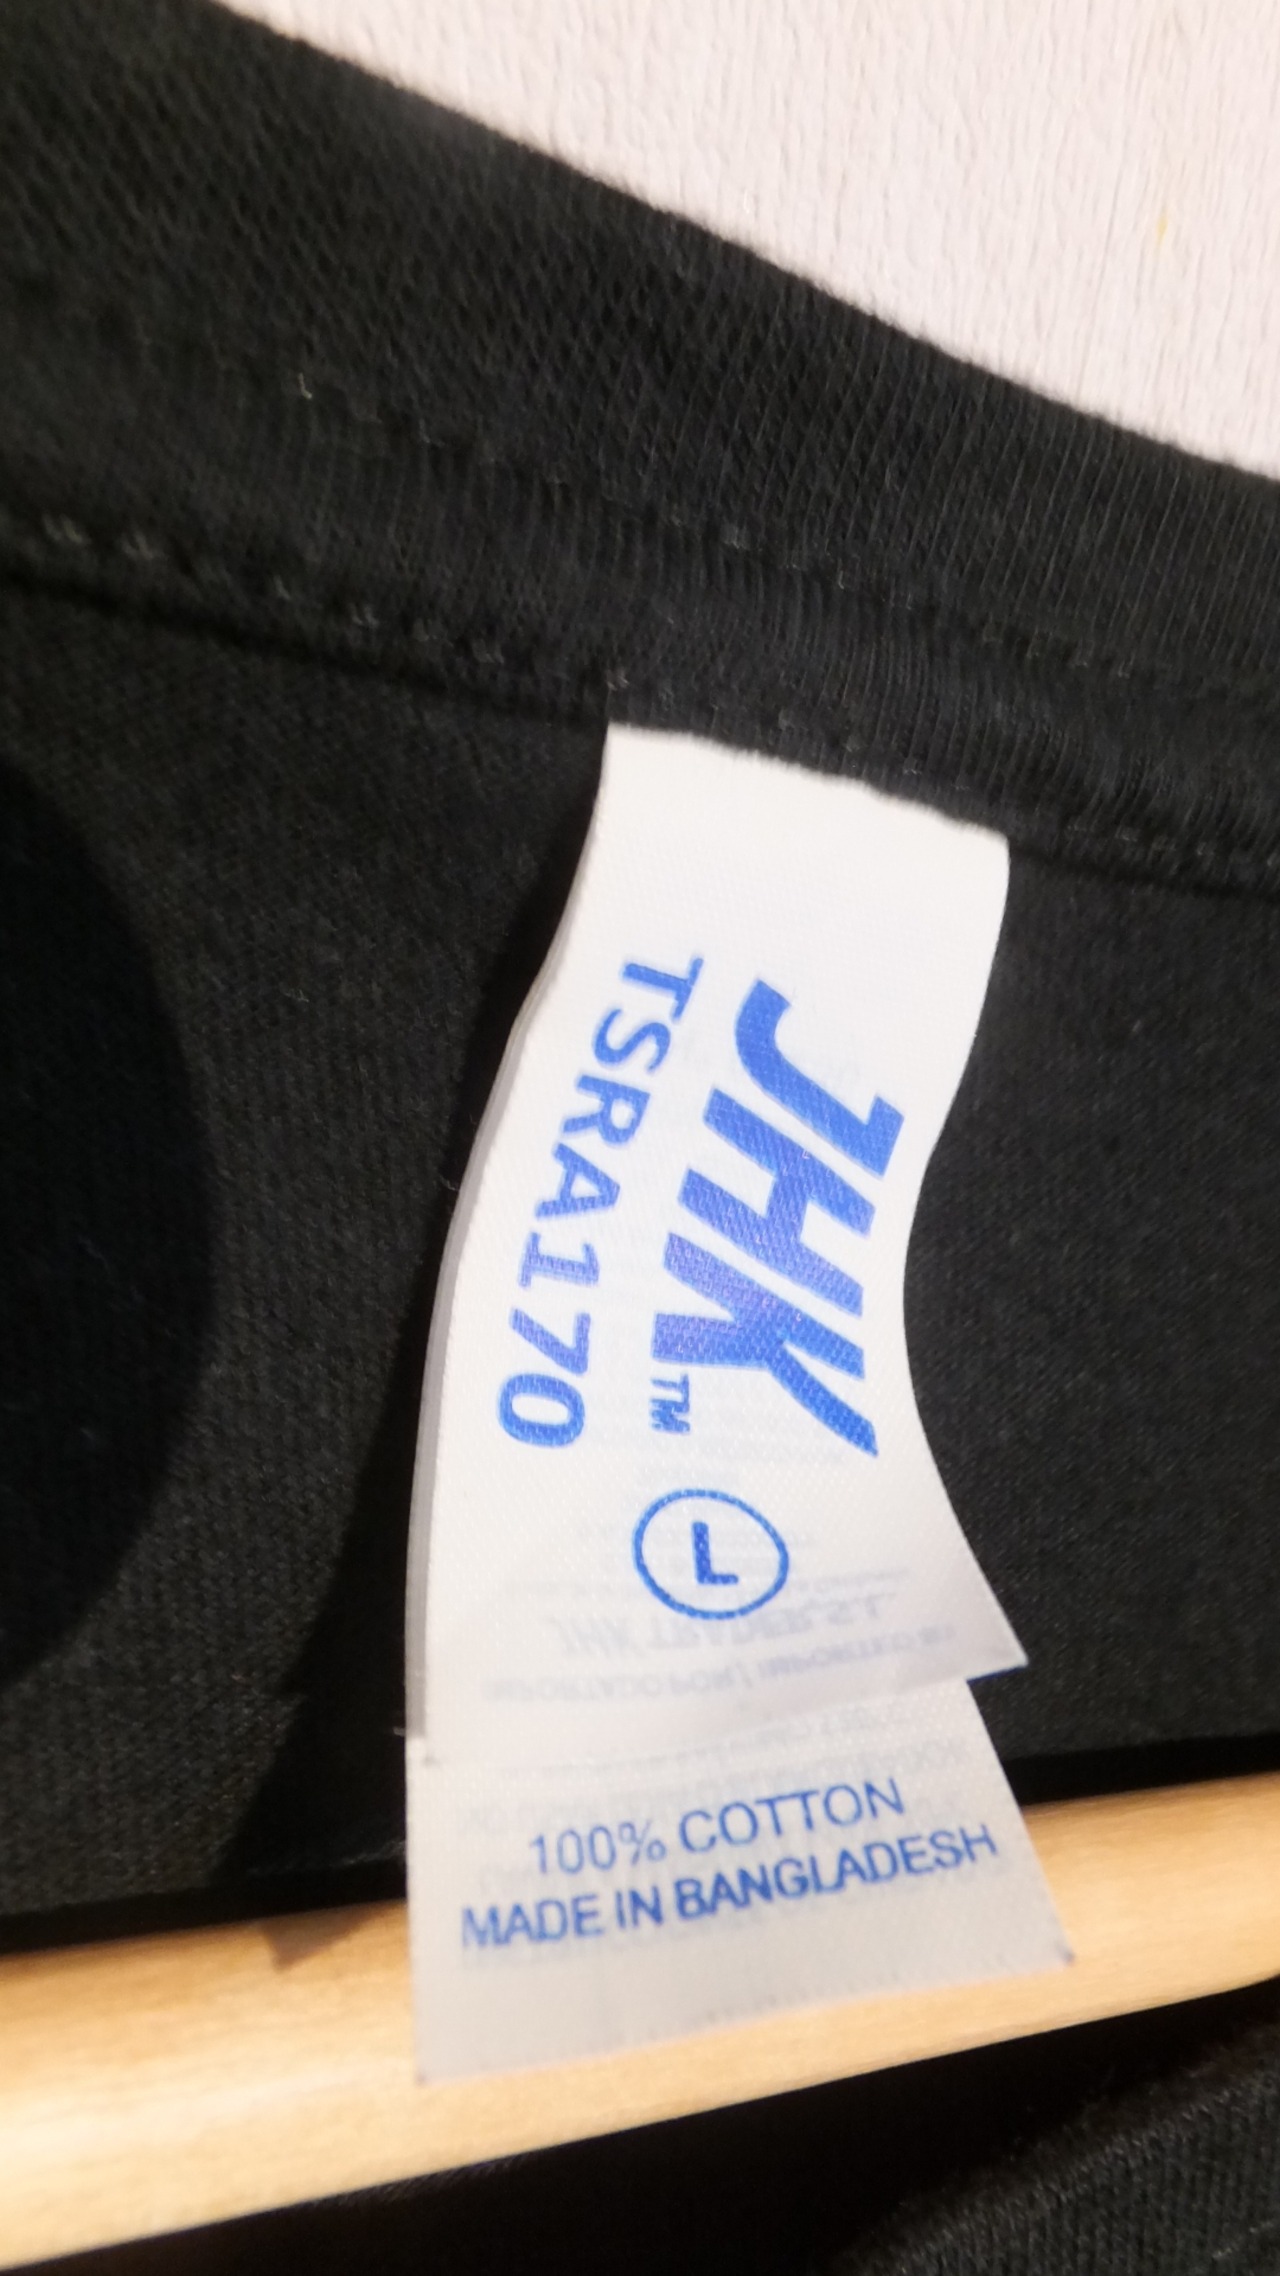 JHK™
TSRA170
L
100% COTTON
MADE IN BANGLADESH